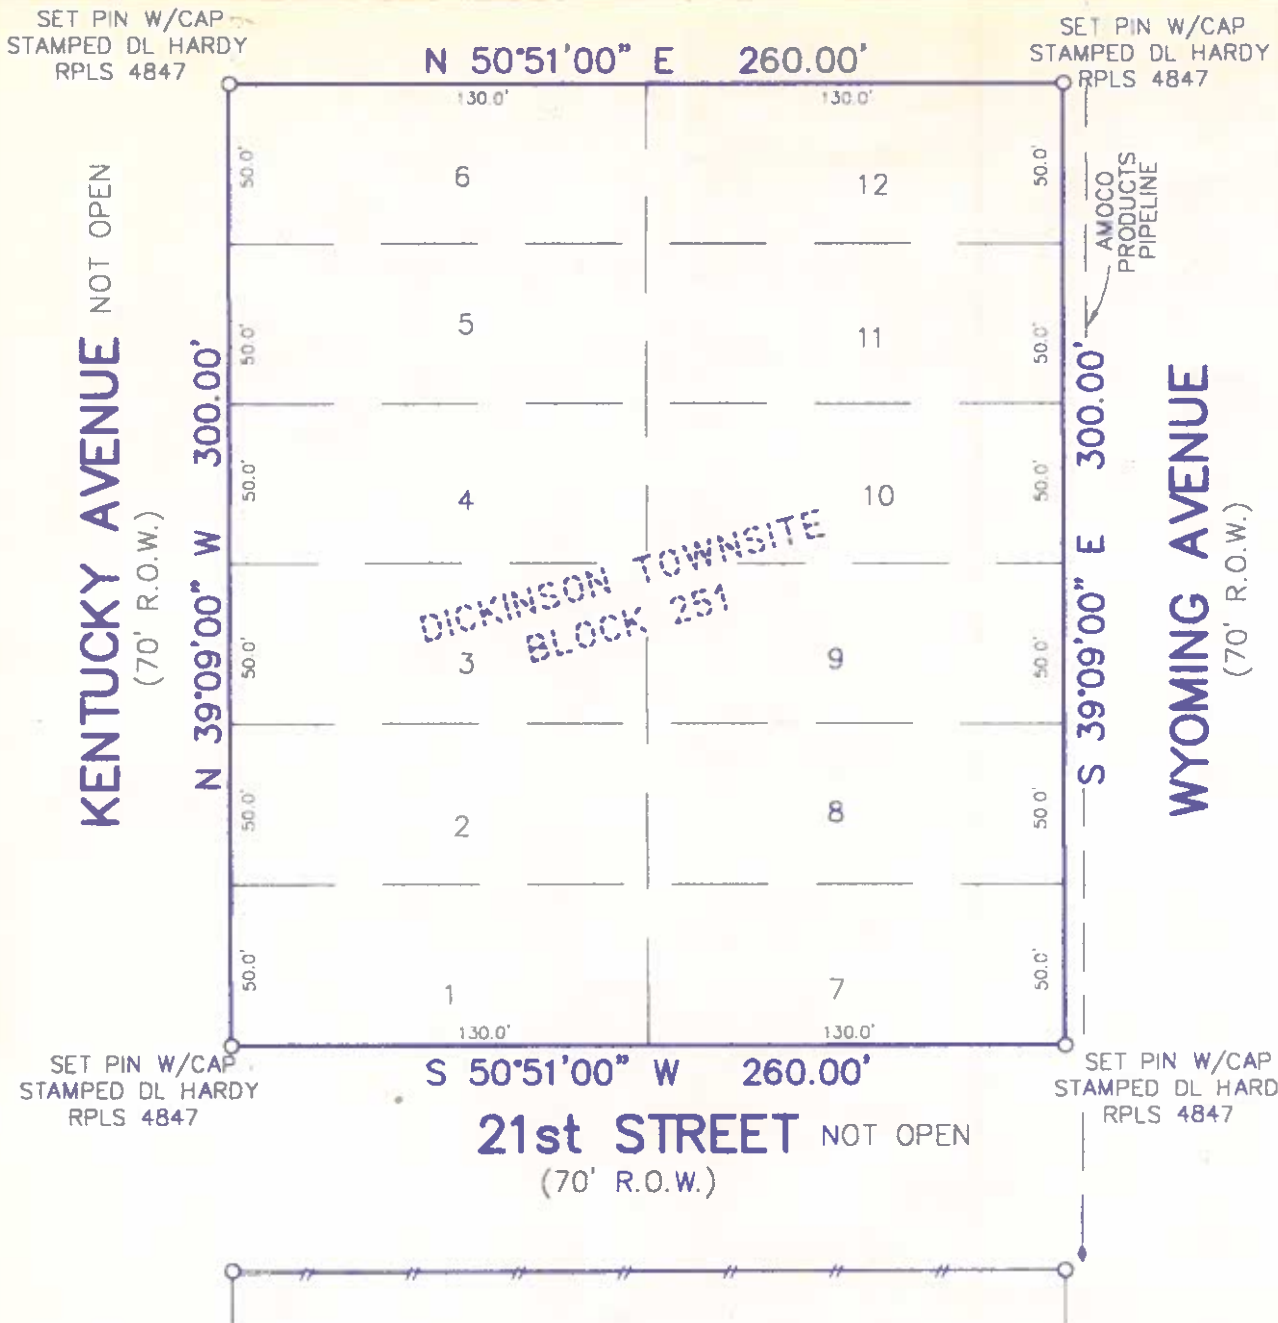 SET PIN W/CAP
STAMPED DL HARDY
RPLS 4847
N 50°51'00" E 260.00'
SET PIN W/CAP
STAMPED DL HARDY
RPLS 4847
130.0'
130.0'
50.0'
6
12
50.0'
AMOCO
PRODUCTS
PIPELINE
50.0'
5
11
50.0'
KENTUCKY AVENUE NOT OPEN
(70' R.O.W.)
N 39°09'00" W 300.00'
50.0'
4
10
50.0'
S 39°09'00" E 300.00'
WYOMING AVENUE
(70' R.O.W.)
DICKINSON TOWNSITE
BLOCK 251
50.0'
3
9
50.0'
50.0'
2
8
50.0'
50.0'
1
7
50.0'
130.0'
130.0'
SET PIN W/CAP
STAMPED DL HARDY
RPLS 4847
S 50°51'00" W 260.00'
SET PIN W/CAP
STAMPED DL HARD
RPLS 4847
21st STREET NOT OPEN
(70' R.O.W.)